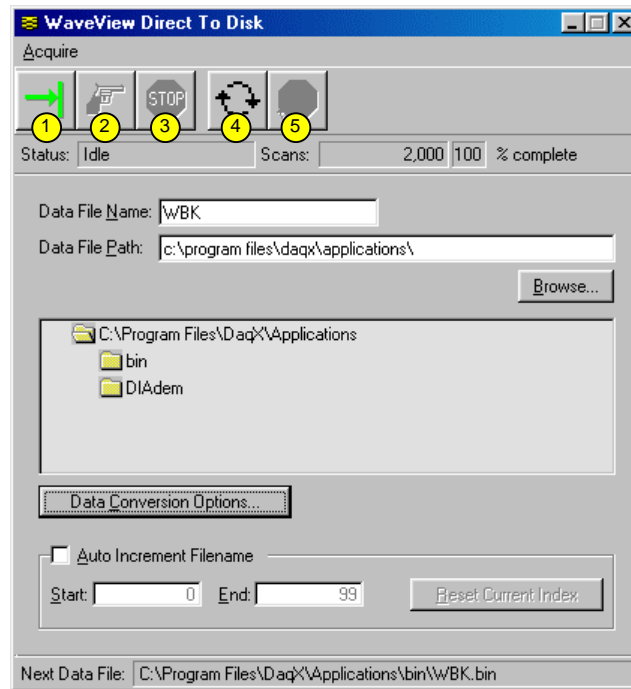 WaveView Direct To Disk
Acquire
STOP
1 2 3 4 5
Status: Idle Scans: 2,000 100 % complete
Data File Name: WBK
Data File Path: c:\program files\daqx\applications\
Browse...
C:\Program Files\DaqX\Applications
bin
DIAdem
Data Conversion Options...
Auto Increment Filename
Start: 0 End: 99 Reset Current Index
Next Data File: C:\Program Files\DaqX\Applications\bin\WBK.bin